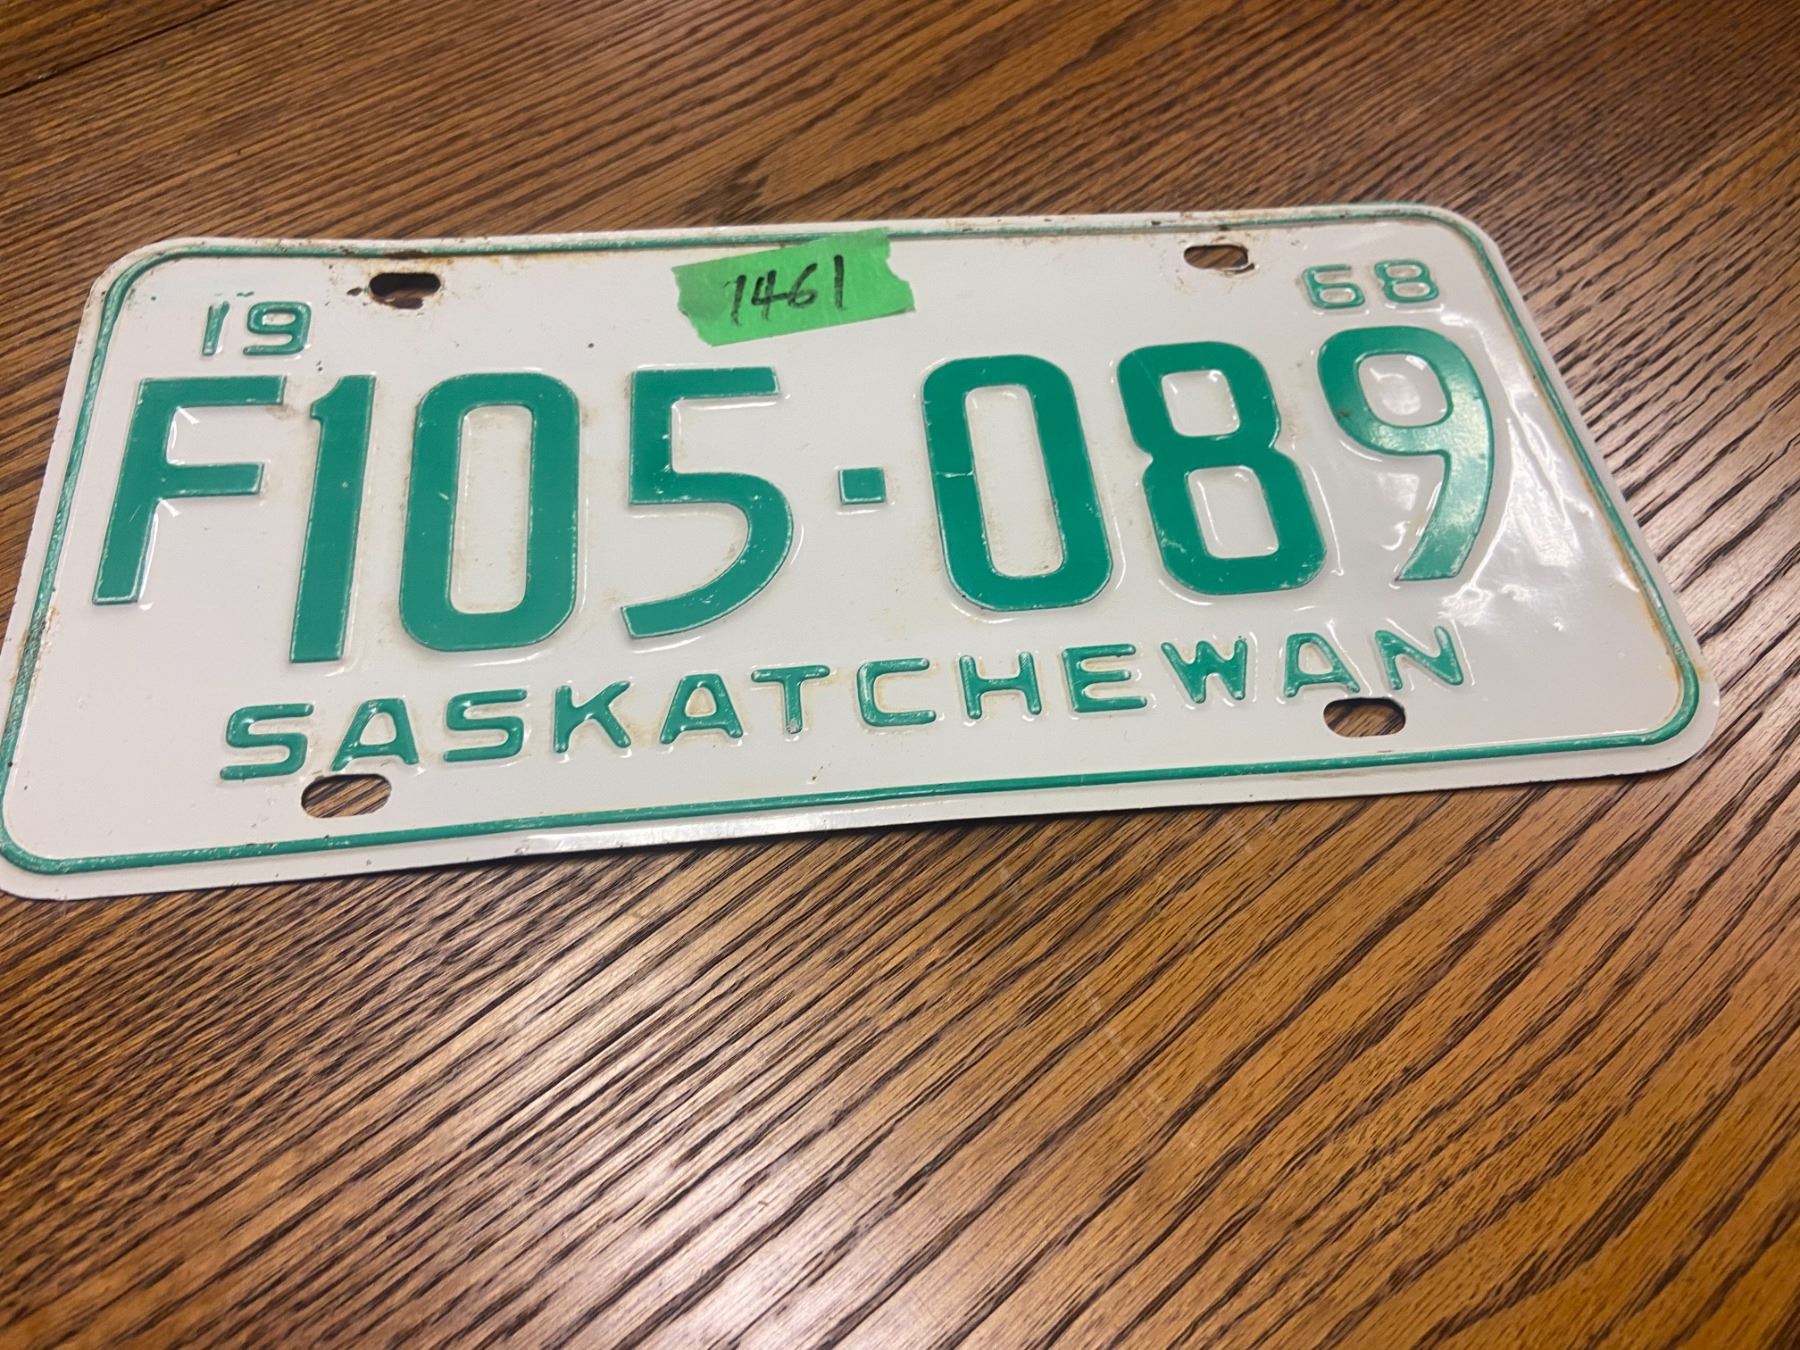 1461
19 68
F105-089
SASKATCHEWAN